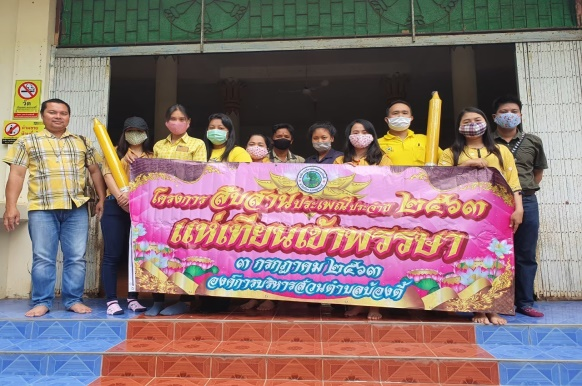 โครงการ สืบสานประเพณีประจำปี ๒๕๖๓
แห่เทียนเข้าพรรษา
๓ กรกฎาคม ๒๕๖๓
องค์การบริหารส่วนตำบลบ้องตี้